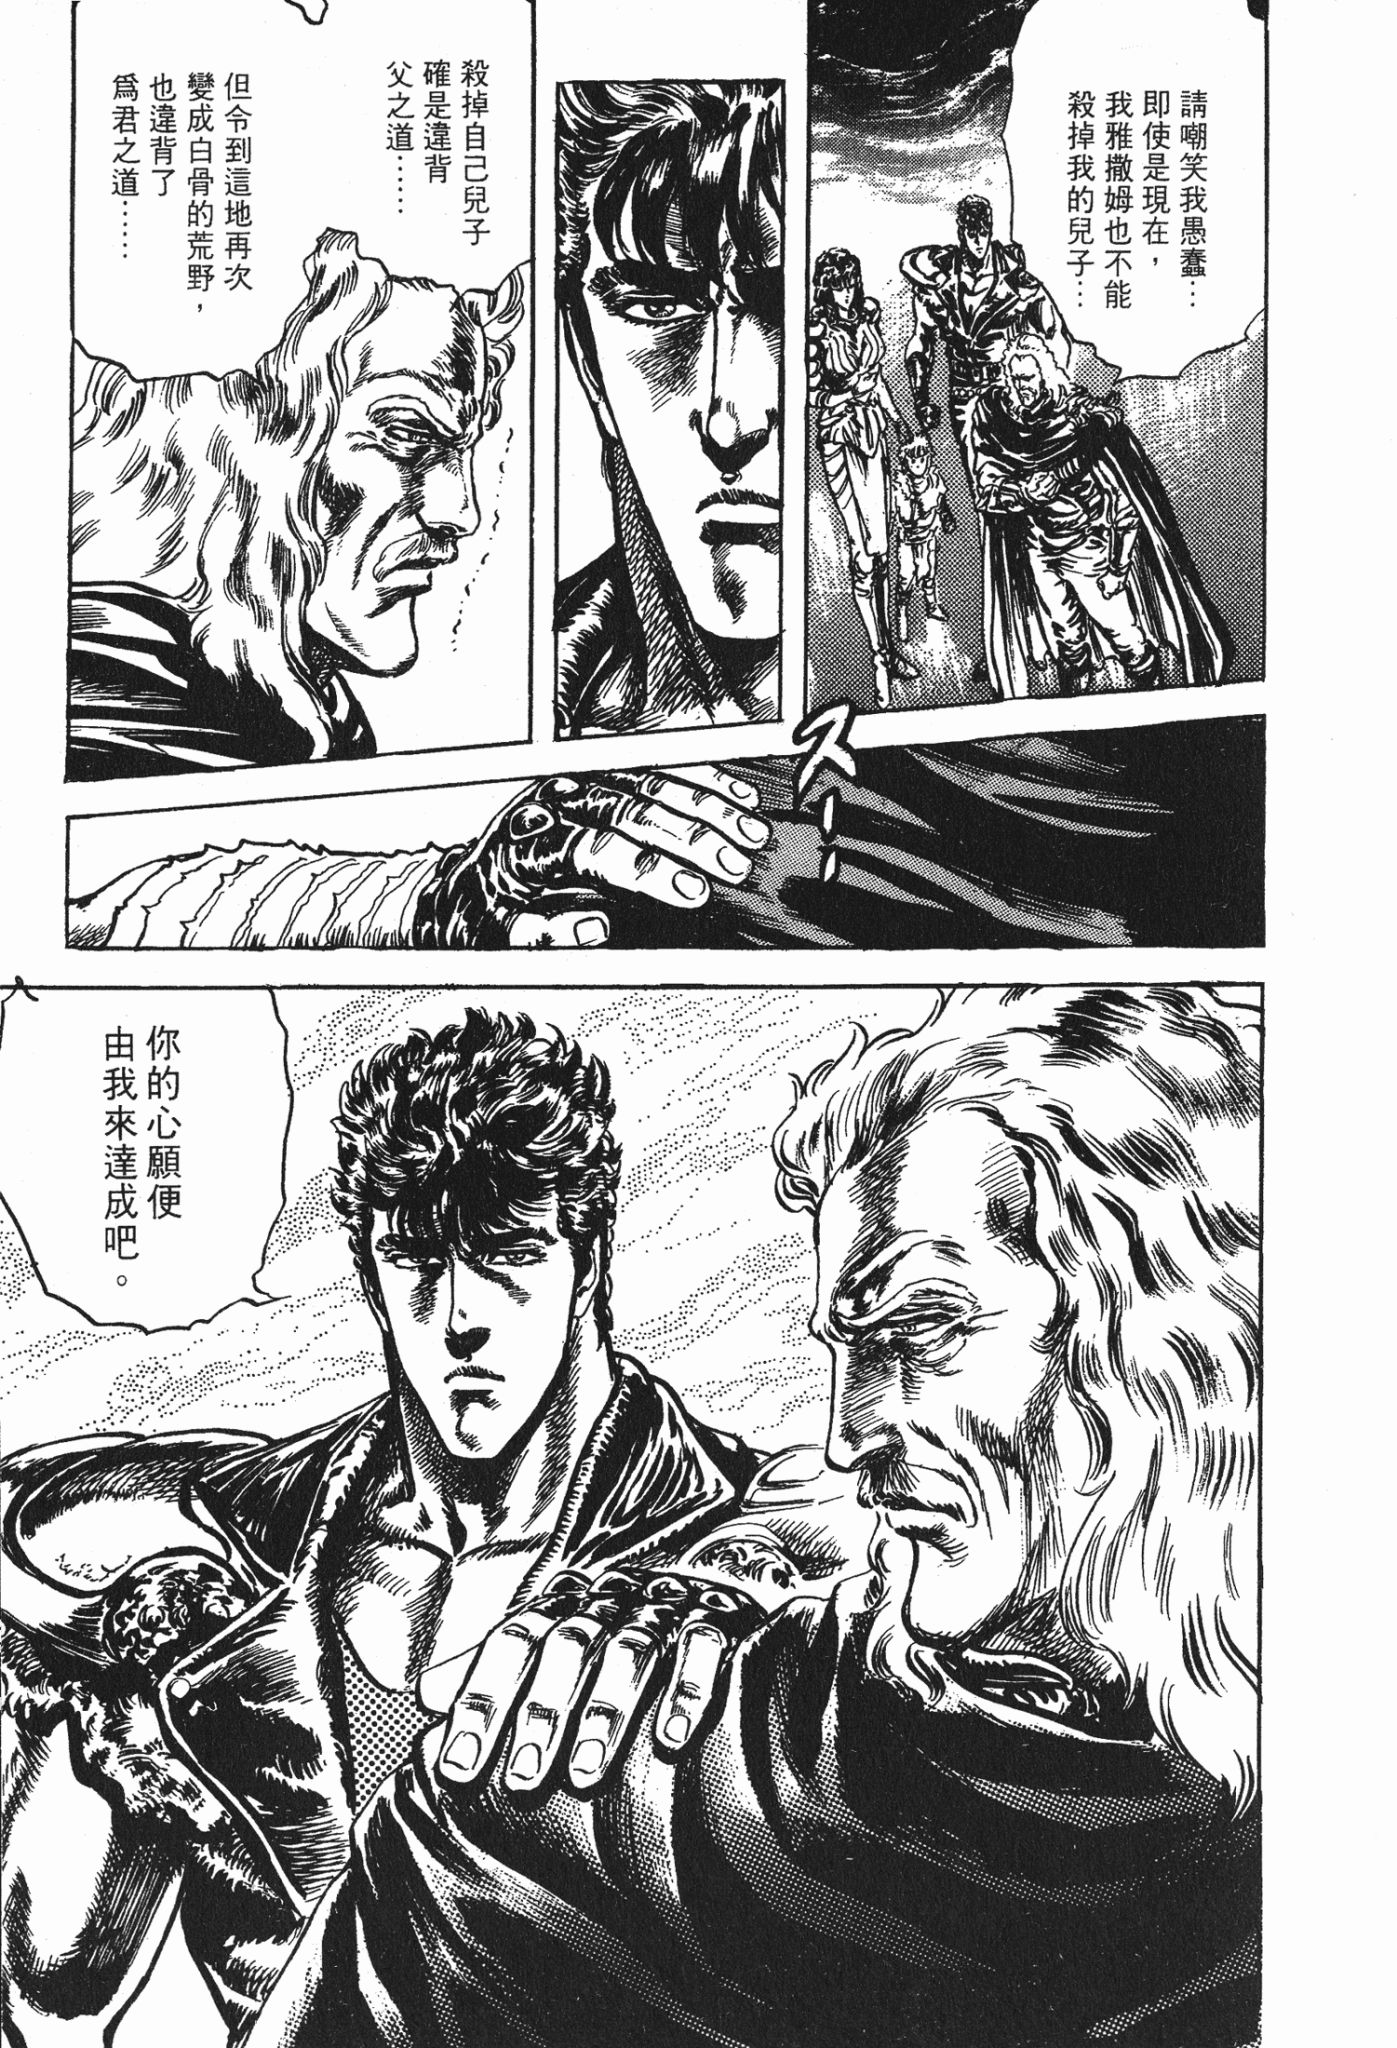 請嘲笑我愚蠢…
即使是現在，
我雅撒姆也不能
殺掉我的兒子…
殺掉自己兒子
確是違背
父之道……
但令到這地再次
變成白骨的荒野，
也違背了
爲君之道……
スー
你的心願便
由我來達成吧。